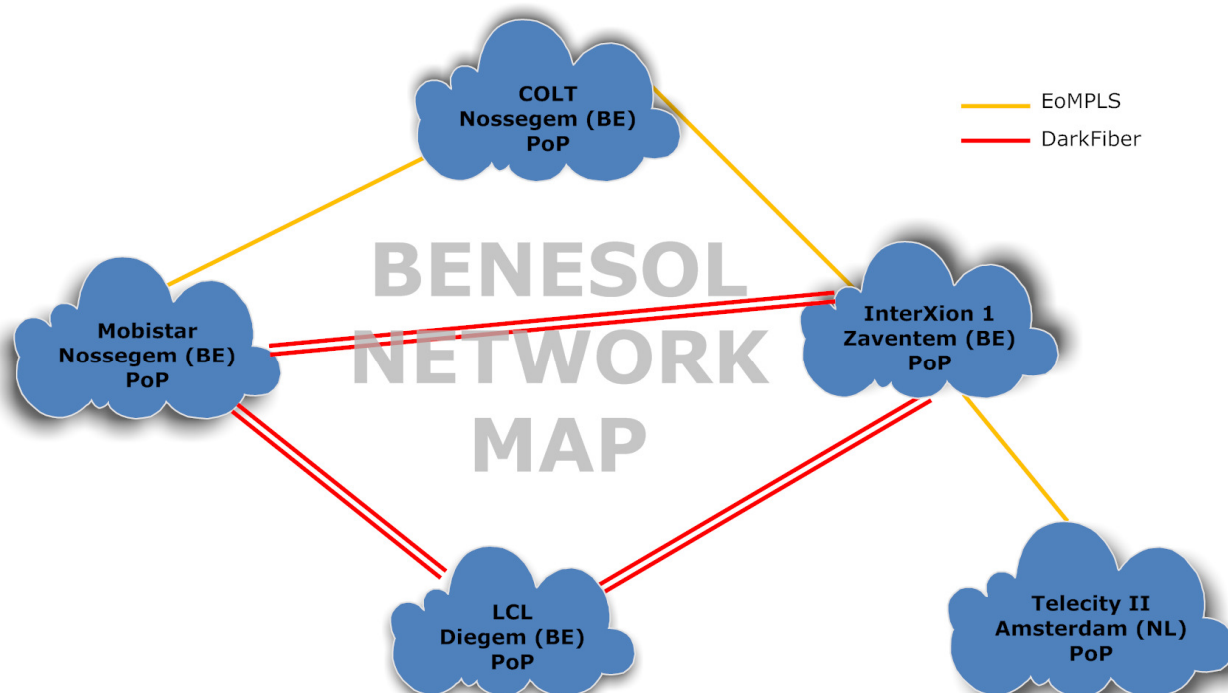 COLT
Nossegem (BE)
PoP
EoMPLS
DarkFiber
BENESOL
NETWORK
MAP
Mobistar
Nossegem (BE)
PoP
InterXion 1
Zaventem (BE)
PoP
LCL
Diegem (BE)
PoP
Telecity II
Amsterdam (NL)
PoP